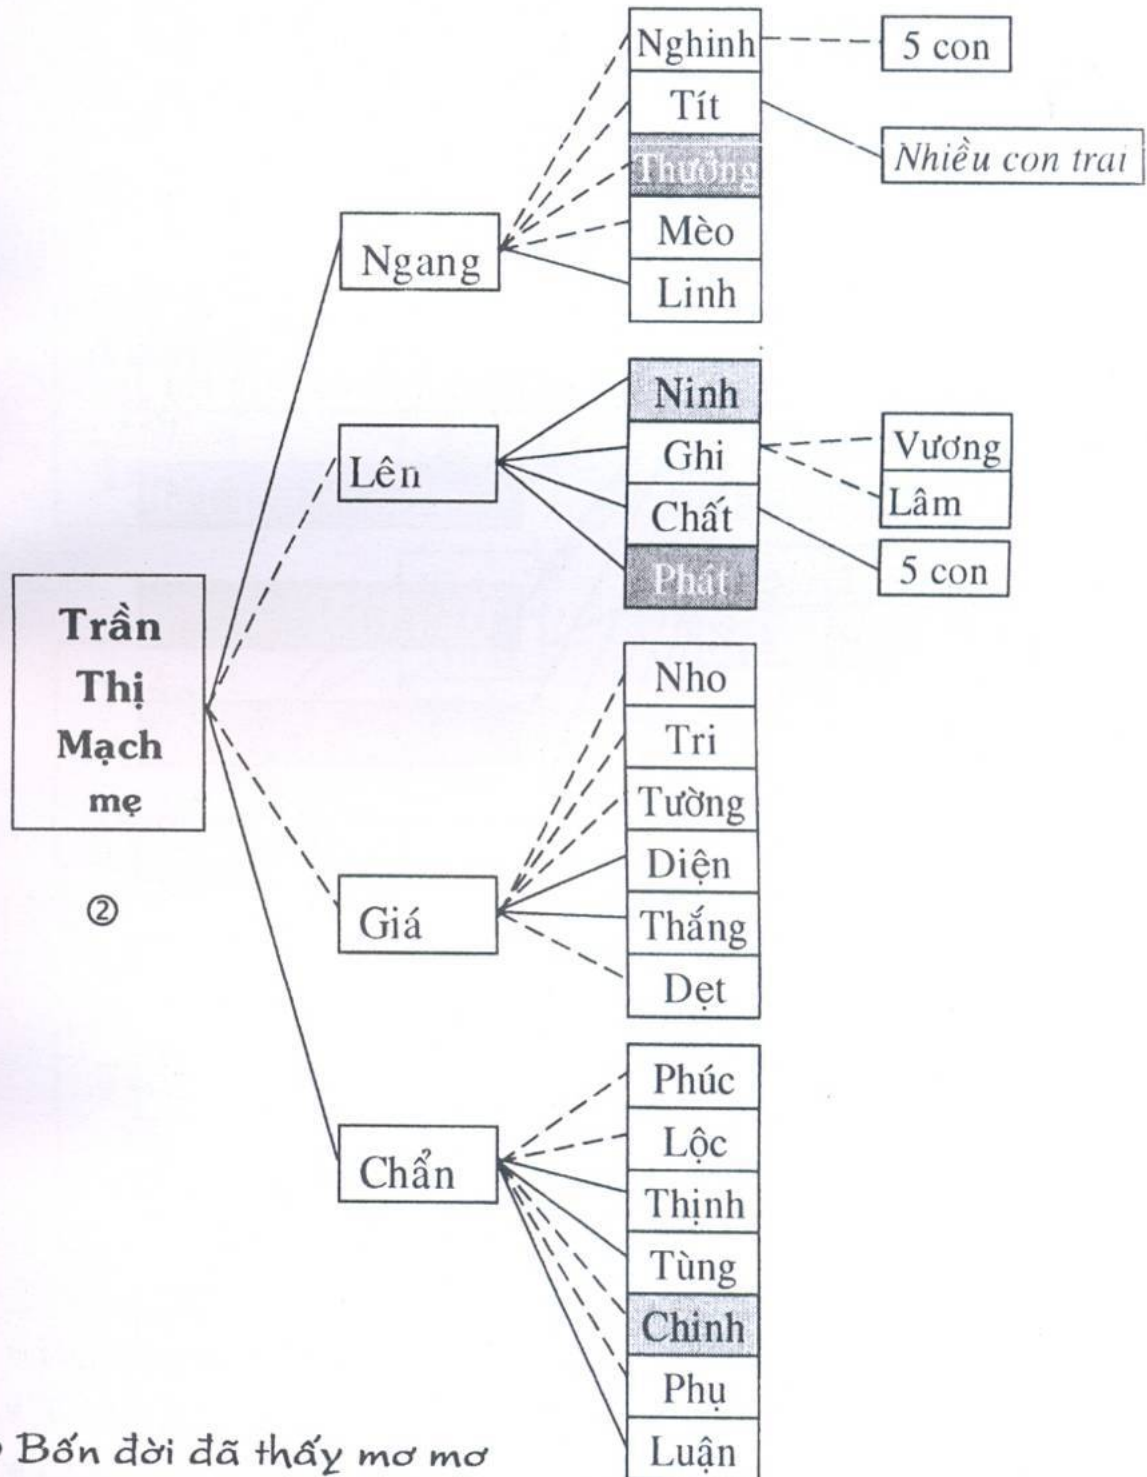 Nghinh
5 con
Tít
Nhiều con trai
Thưởng
Mèo
Ngang
Linh
Ninh
Lên
Ghi
Vương
Lâm
Chất
5 con
Phát
Trần
Thị
Mạch
mẹ
②
Nho
Tri
Tường
Diện
Giá
Thắng
Dẹt
Phúc
Lộc
Chẩn
Thịnh
Tùng
Chinh
Phụ
Luận
Bốn đời đã thấy mơ mơ